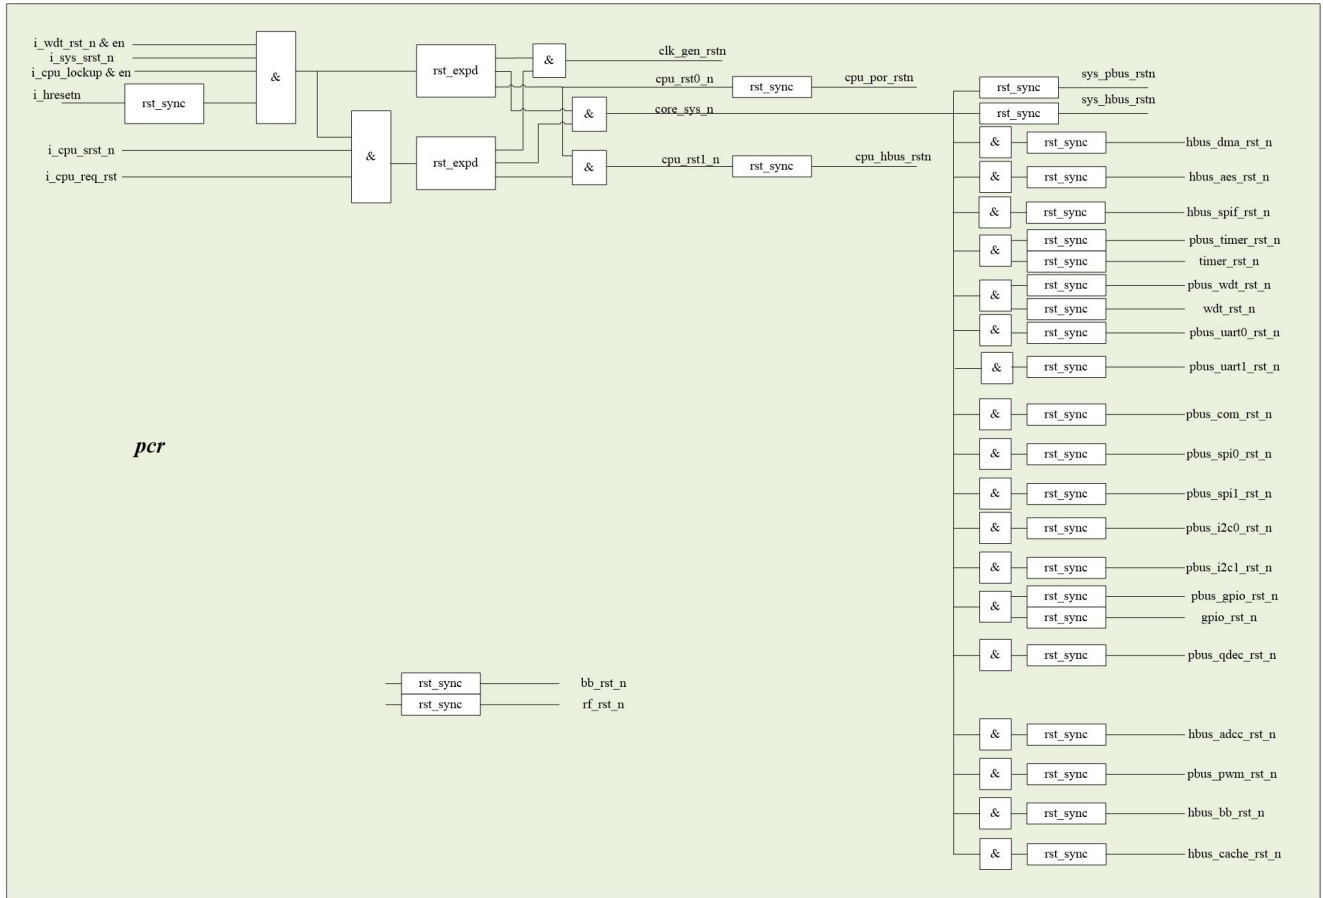 i_wdt_rst_n & en
i_sys_srst_n
i_cpu_lockup & en
i_hresetn
rst_sync
&
i_cpu_srst_n
i_cpu_req_rst
&
rst_expd
rst_expd
&
&
&
clk_gen_rstn
cpu_rst0_n
rst_sync
cpu_por_rstn
core_sys_n
cpu_rst1_n
rst_sync
cpu_hbus_rstn
rst_sync
sys_pbus_rstn
rst_sync
sys_hbus_rstn
& rst_sync hbus_dma_rst_n
& rst_sync hbus_aes_rst_n
& rst_sync hbus_spif_rst_n
& rst_sync pbus_timer_rst_n
rst_sync timer_rst_n
& rst_sync pbus_wdt_rst_n
rst_sync wdt_rst_n
& rst_sync pbus_uart0_rst_n
& rst_sync pbus_uart1_rst_n
& rst_sync pbus_com_rst_n
& rst_sync pbus_spi0_rst_n
& rst_sync pbus_spi1_rst_n
& rst_sync pbus_i2c0_rst_n
& rst_sync pbus_i2c1_rst_n
& rst_sync pbus_gpio_rst_n
rst_sync gpio_rst_n
& rst_sync pbus_qdec_rst_n
& rst_sync hbus_adcc_rst_n
& rst_sync pbus_pwm_rst_n
& rst_sync hbus_bb_rst_n
& rst_sync hbus_cache_rst_n
pcr
rst_sync bb_rst_n
rst_sync rf_rst_n